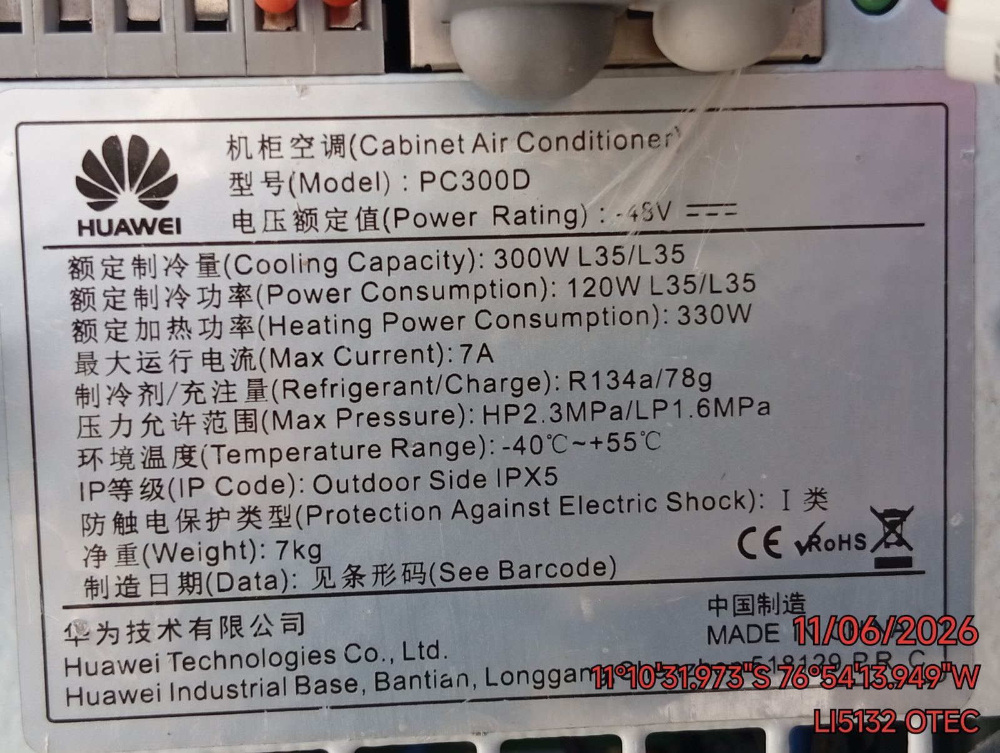 HUAWEI
机柜空调(Cabinet Air Conditioner)
型号(Model) : PC300D
电压额定值(Power Rating) : -48V
额定制冷量(Cooling Capacity): 300W L35/L35
额定制冷功率(Power Consumption): 120W L35/L35
额定加热功率(Heating Power Consumption): 330W
最大运行电流(Max Current): 7A
制冷剂/充注量(Refrigerant/Charge): R134a/78g
压力允许范围(Max Pressure): HP2.3MPa/LP1.6MPa
环境温度(Temperature Range): -40℃~+55℃
IP等级(IP Code): Outdoor Side IPX5
防触电保护类型(Protection Against Electric Shock): I 类
净重(Weight): 7kg
制造日期(Data): 见条形码(See Barcode)
CE RoHS
华为技术有限公司
Huawei Technologies Co., Ltd.
Huawei Industrial Base, Bantian, Longgang, Shenzhen 518129 P.R. C
中国制造
MADE IN CHINA
11/06/2026
11°10'31.973"S 76°54'13.949"W
LI5132 OTEC